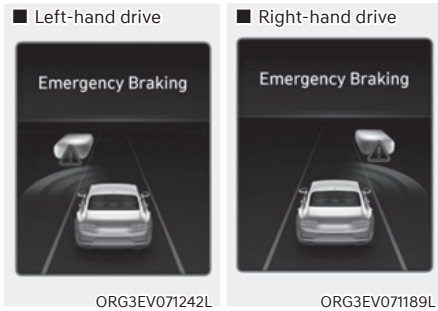 ■ Left-hand drive
Emergency Braking
ORG3EV071242L
■ Right-hand drive
Emergency Braking
ORG3EV071189L